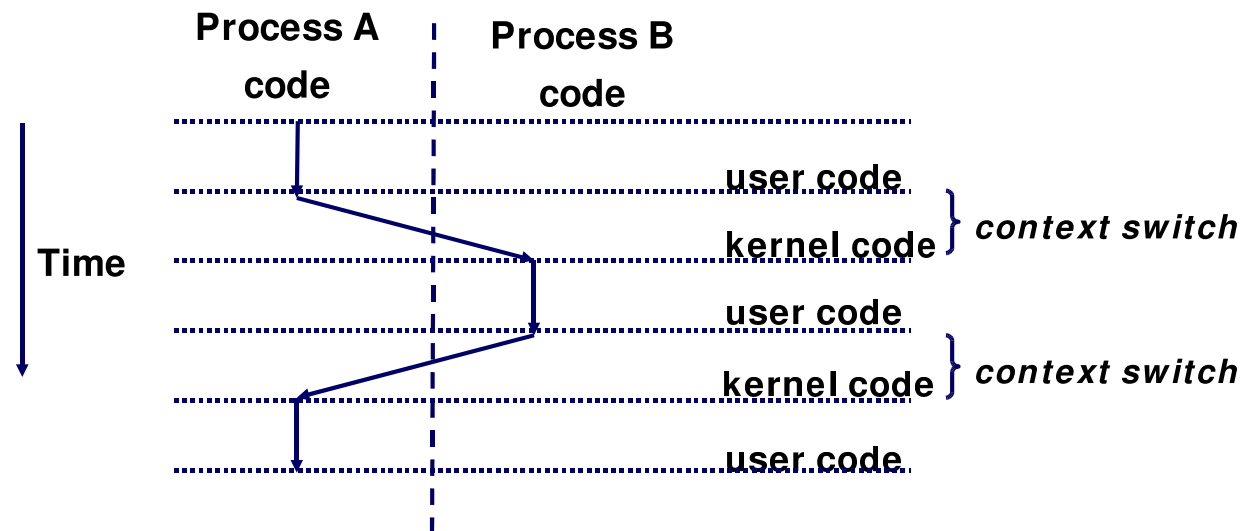 Process A
code
Process B
code
user code
context switch
kernel code
Time
user code
context switch
kernel code
user code